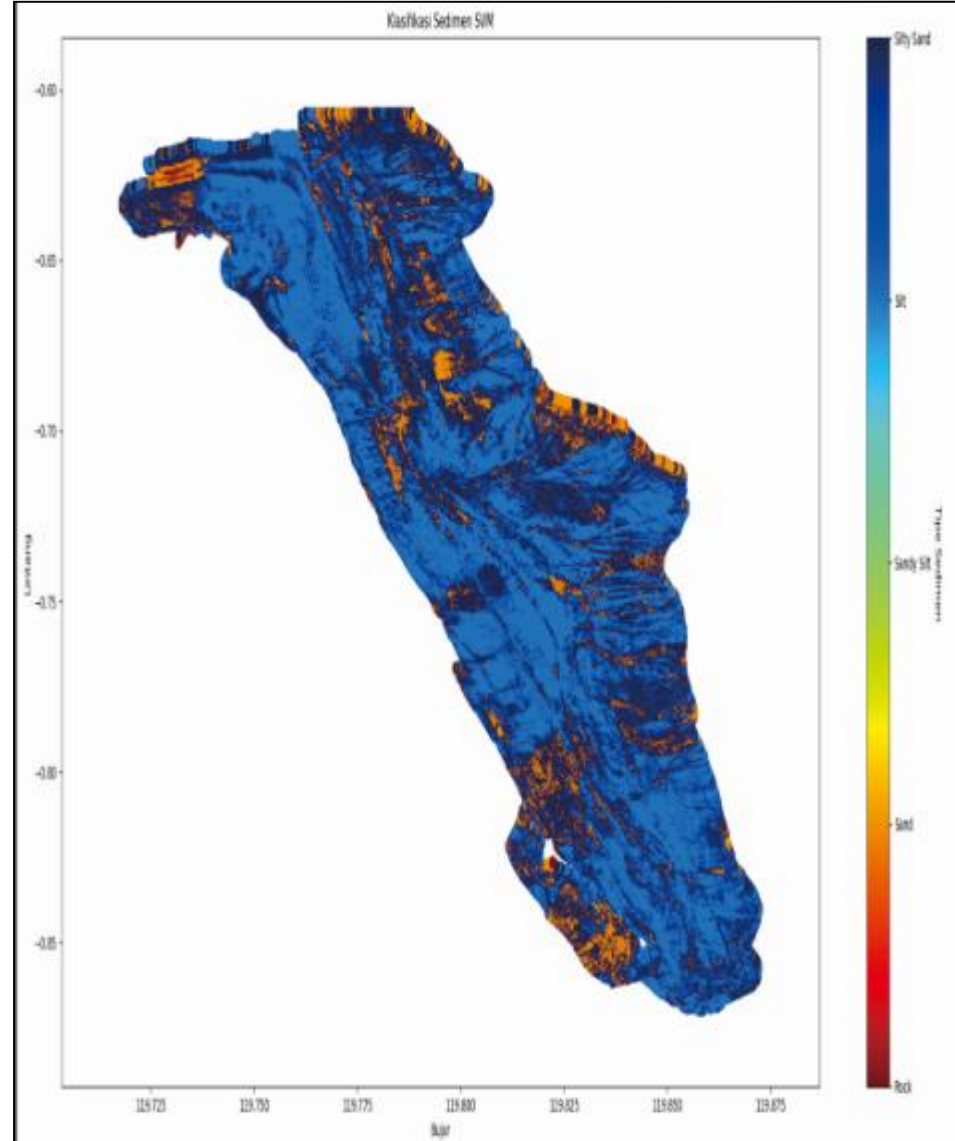 Klasifikasi Sedimen SVM
Silty Sand
−0.60
−0.65
Silt
−0.70
−0.75
Sandy Silt
Tipe Sedimen
−0.80
Sand
−0.85
Rock
119.725
119.750
119.775
119.800
119.825
119.850
119.875
Bujur